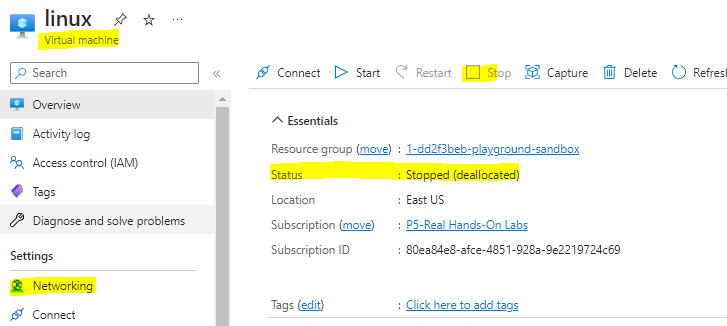 linux
Virtual machine
Search
«
Connect Start Restart Stop Capture Delete Refresh
Overview
Activity log
Access control (IAM)
Tags
Diagnose and solve problems
Settings
Networking
Connect
Essentials
Resource group (move) : 1-dd2f3beb-playground-sandbox
Status : Stopped (deallocated)
Location : East US
Subscription (move) : P5-Real Hands-On Labs
Subscription ID : 80ea84e8-afce-4851-928a-9e2219724c69
Tags (edit) : Click here to add tags